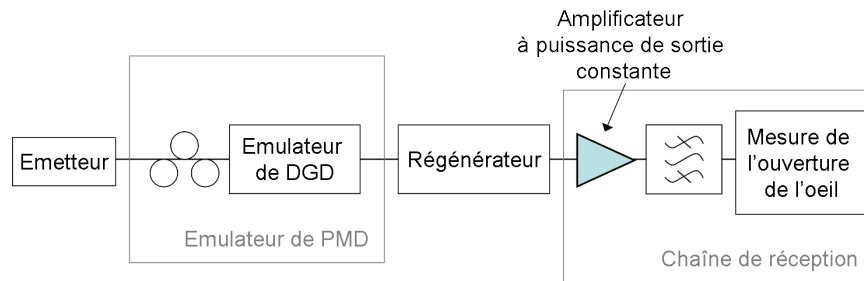 Amplificateur
à puissance de sortie
constante
Emetteur
Emulateur
de DGD
Régénérateur
Mesure de
l'ouverture
de l'oeil
Emulateur de PMD
Chaîne de réception